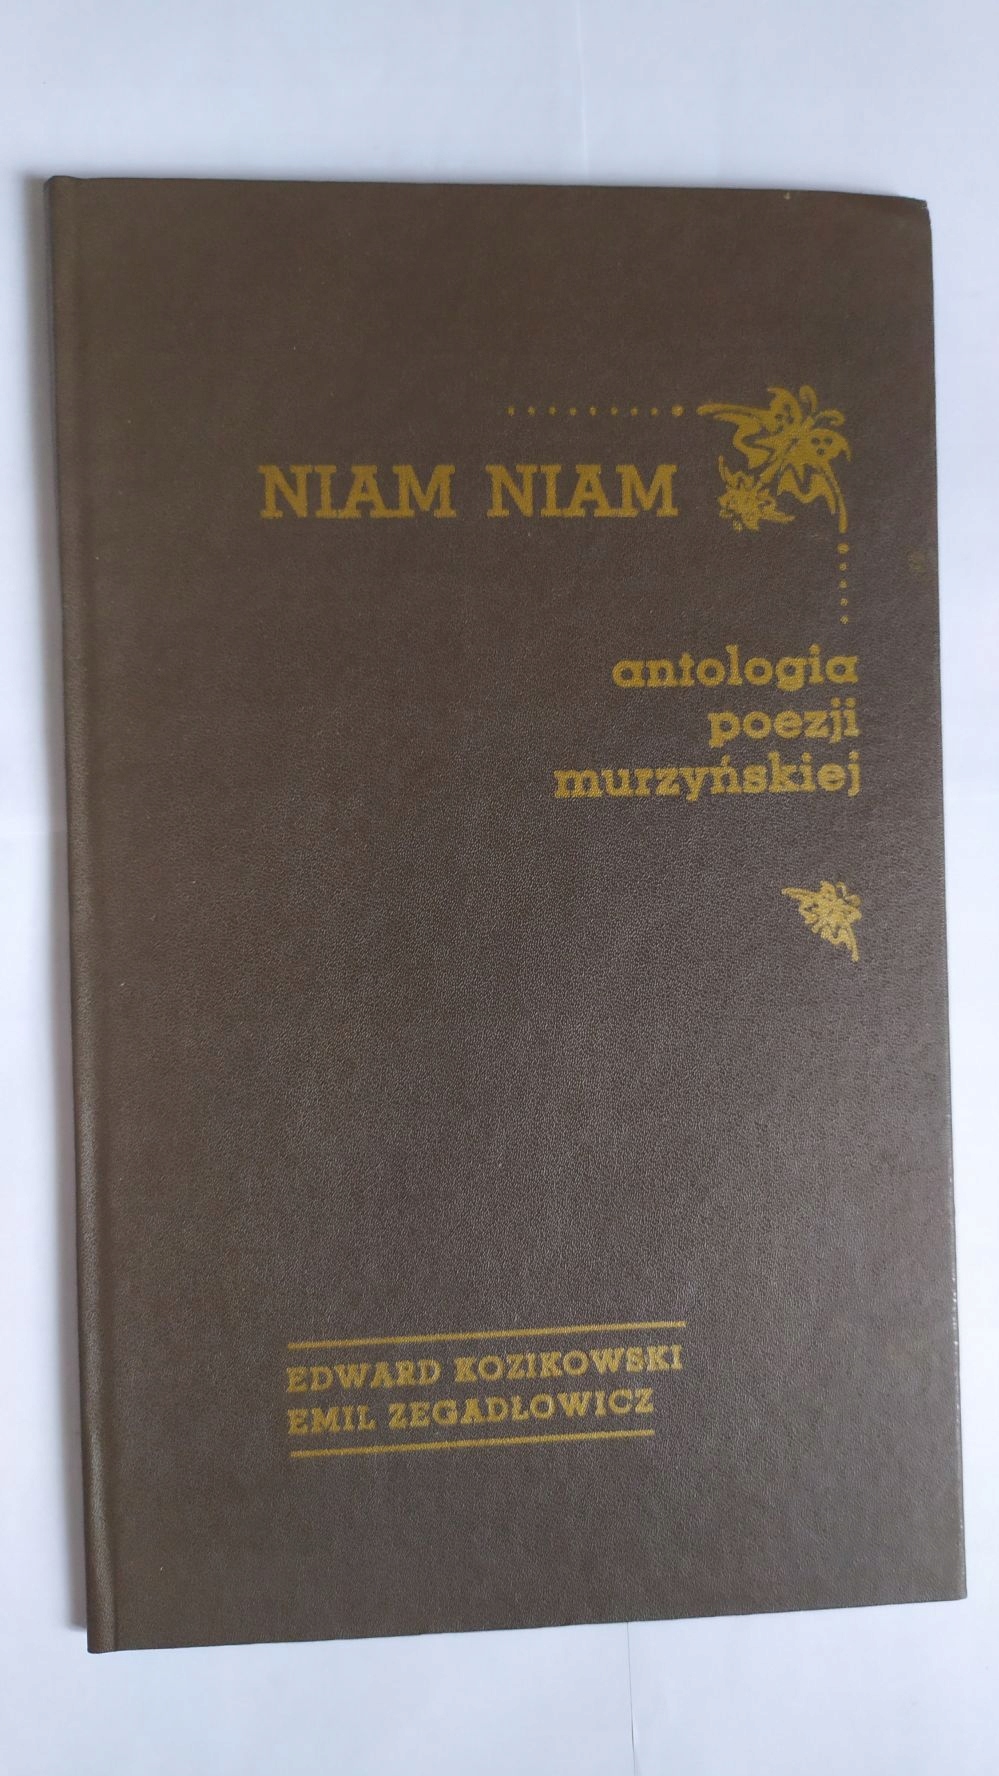 NIAM NIAM
antologia
poezji
murzyńskiej
EDWARD KOZIKOWSKI
EMIL ZEGADŁOWICZ